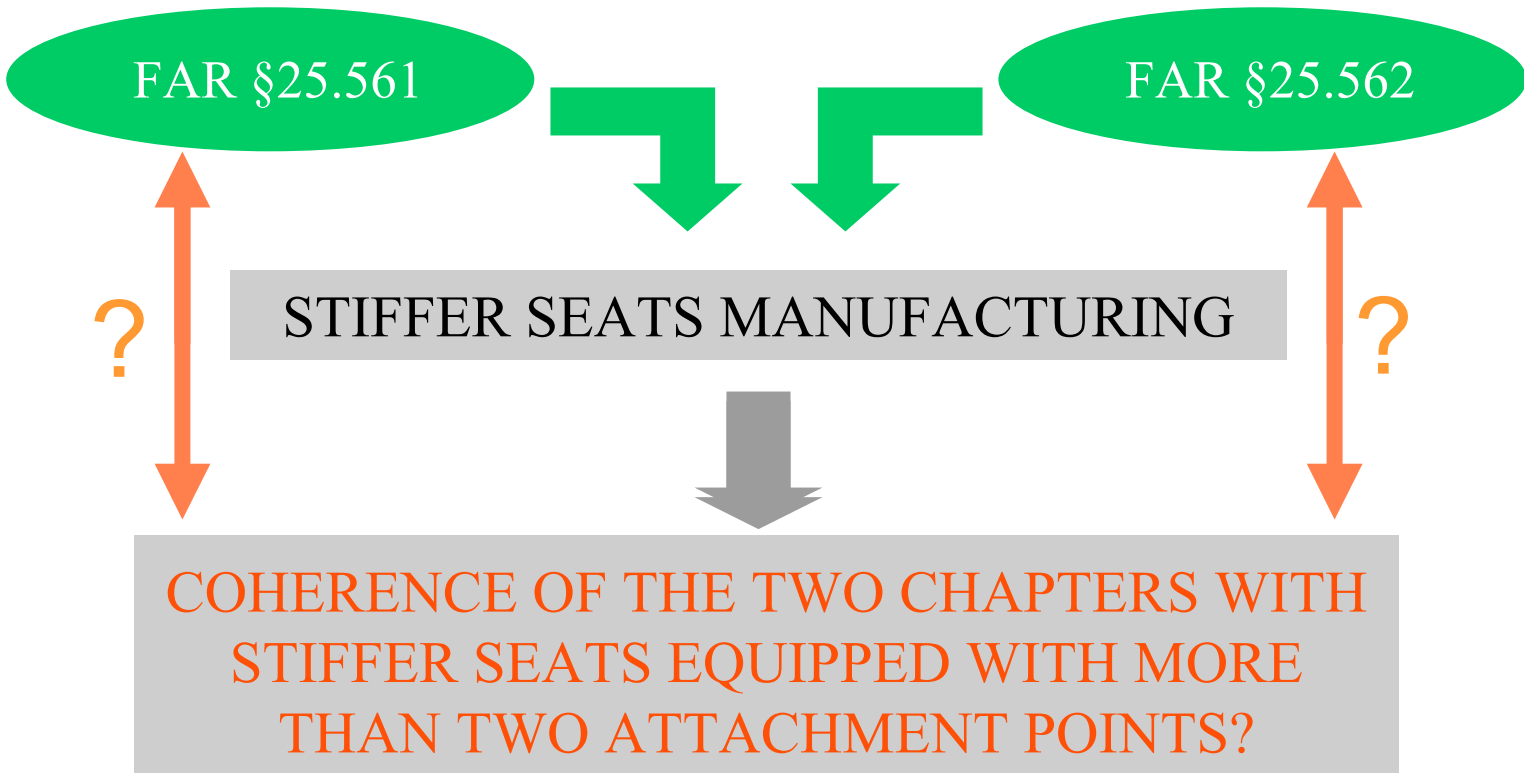 FAR §25.561
FAR §25.562
?
STIFFER SEATS MANUFACTURING
?
COHERENCE OF THE TWO CHAPTERS WITH
STIFFER SEATS EQUIPPED WITH MORE
THAN TWO ATTACHMENT POINTS?